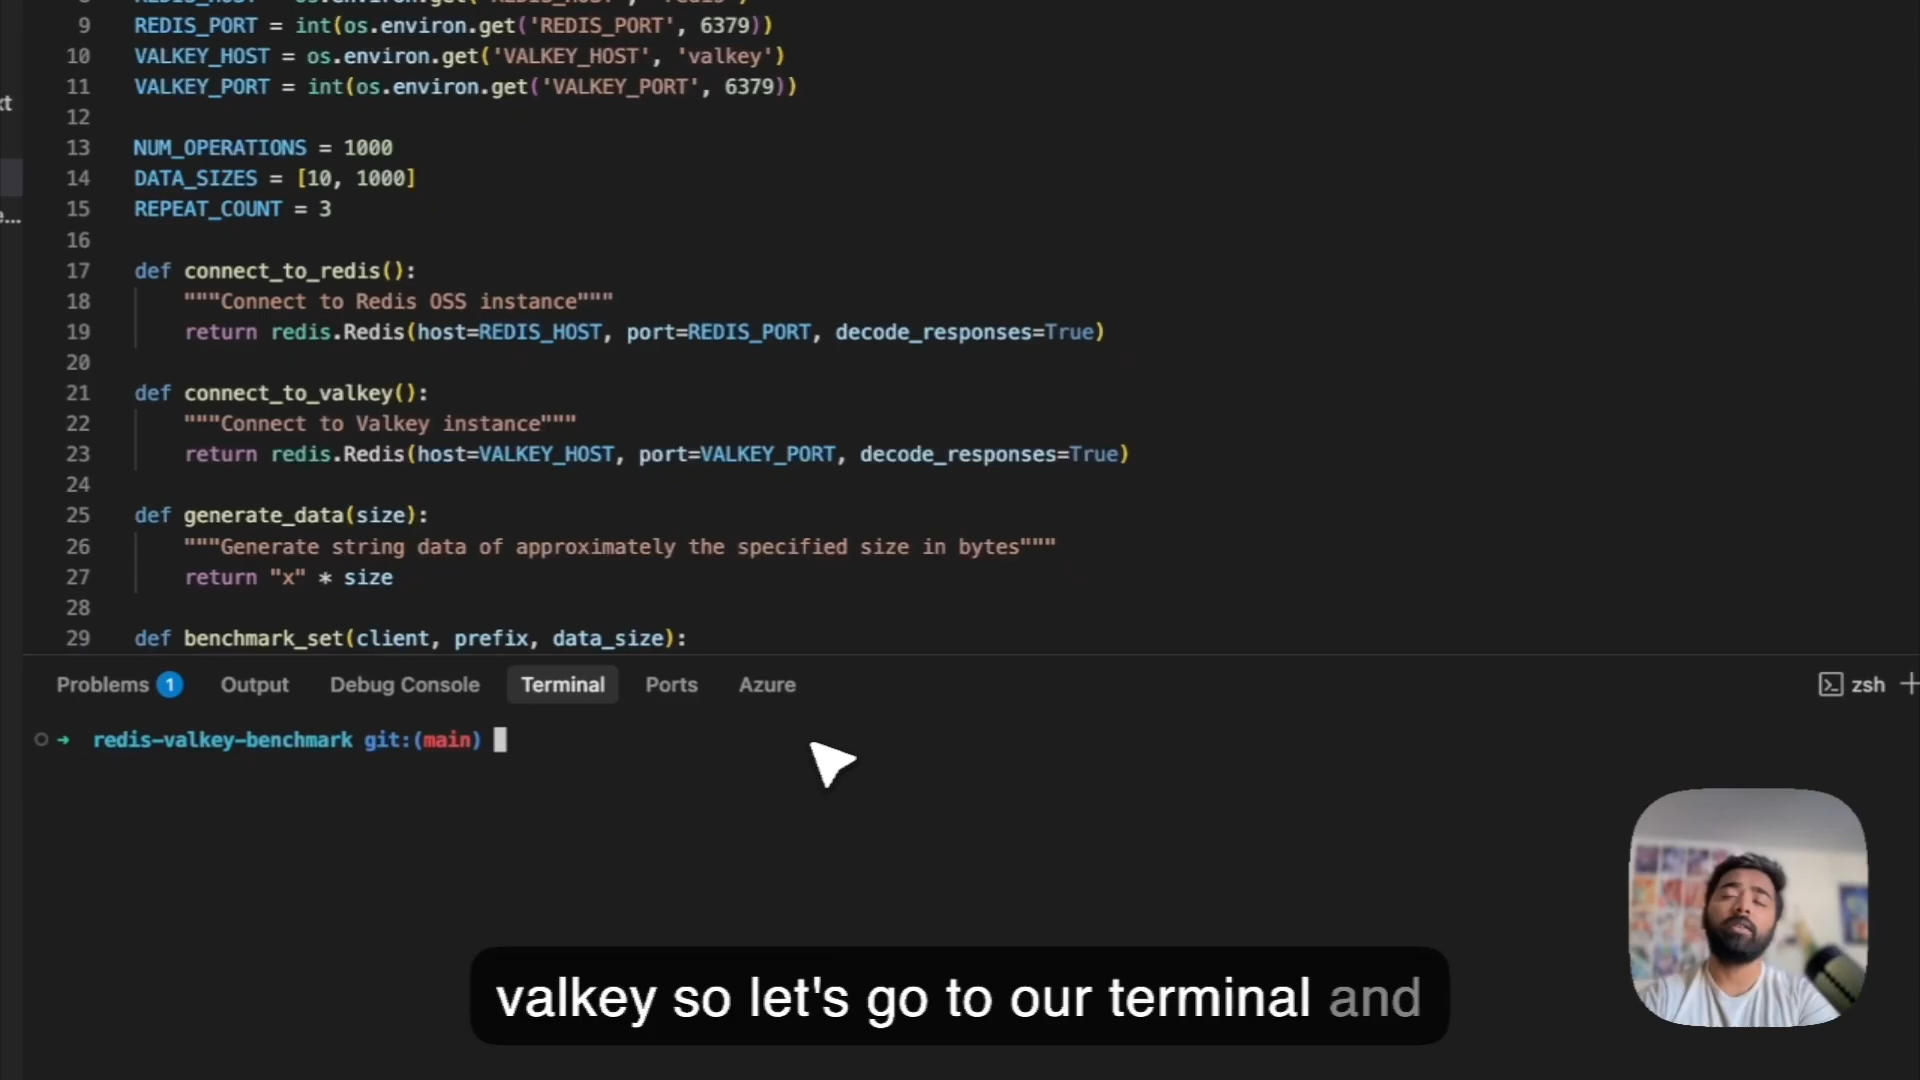 9 REDIS_PORT = int(os.environ.get('REDIS_PORT', 6379))
10 VALKEY_HOST = os.environ.get('VALKEY_HOST', 'valkey')
11 VALKEY_PORT = int(os.environ.get('VALKEY_PORT', 6379))
12
13 NUM_OPERATIONS = 1000
14 DATA_SIZES = [10, 1000]
15 REPEAT_COUNT = 3
16
17 def connect_to_redis():
18 """Connect to Redis OSS instance"""
19 return redis.Redis(host=REDIS_HOST, port=REDIS_PORT, decode_responses=True)
20
21 def connect_to_valkey():
22 """Connect to Valkey instance"""
23 return redis.Redis(host=VALKEY_HOST, port=VALKEY_PORT, decode_responses=True)
24
25 def generate_data(size):
26 """Generate string data of approximately the specified size in bytes"""
27 return "x" * size
28
29 def benchmark_set(client, prefix, data_size):
Problems 1 Output Debug Console Terminal Ports Azure zsh
redis-valkey-benchmark git:(main)
valkey so let's go to our terminal and